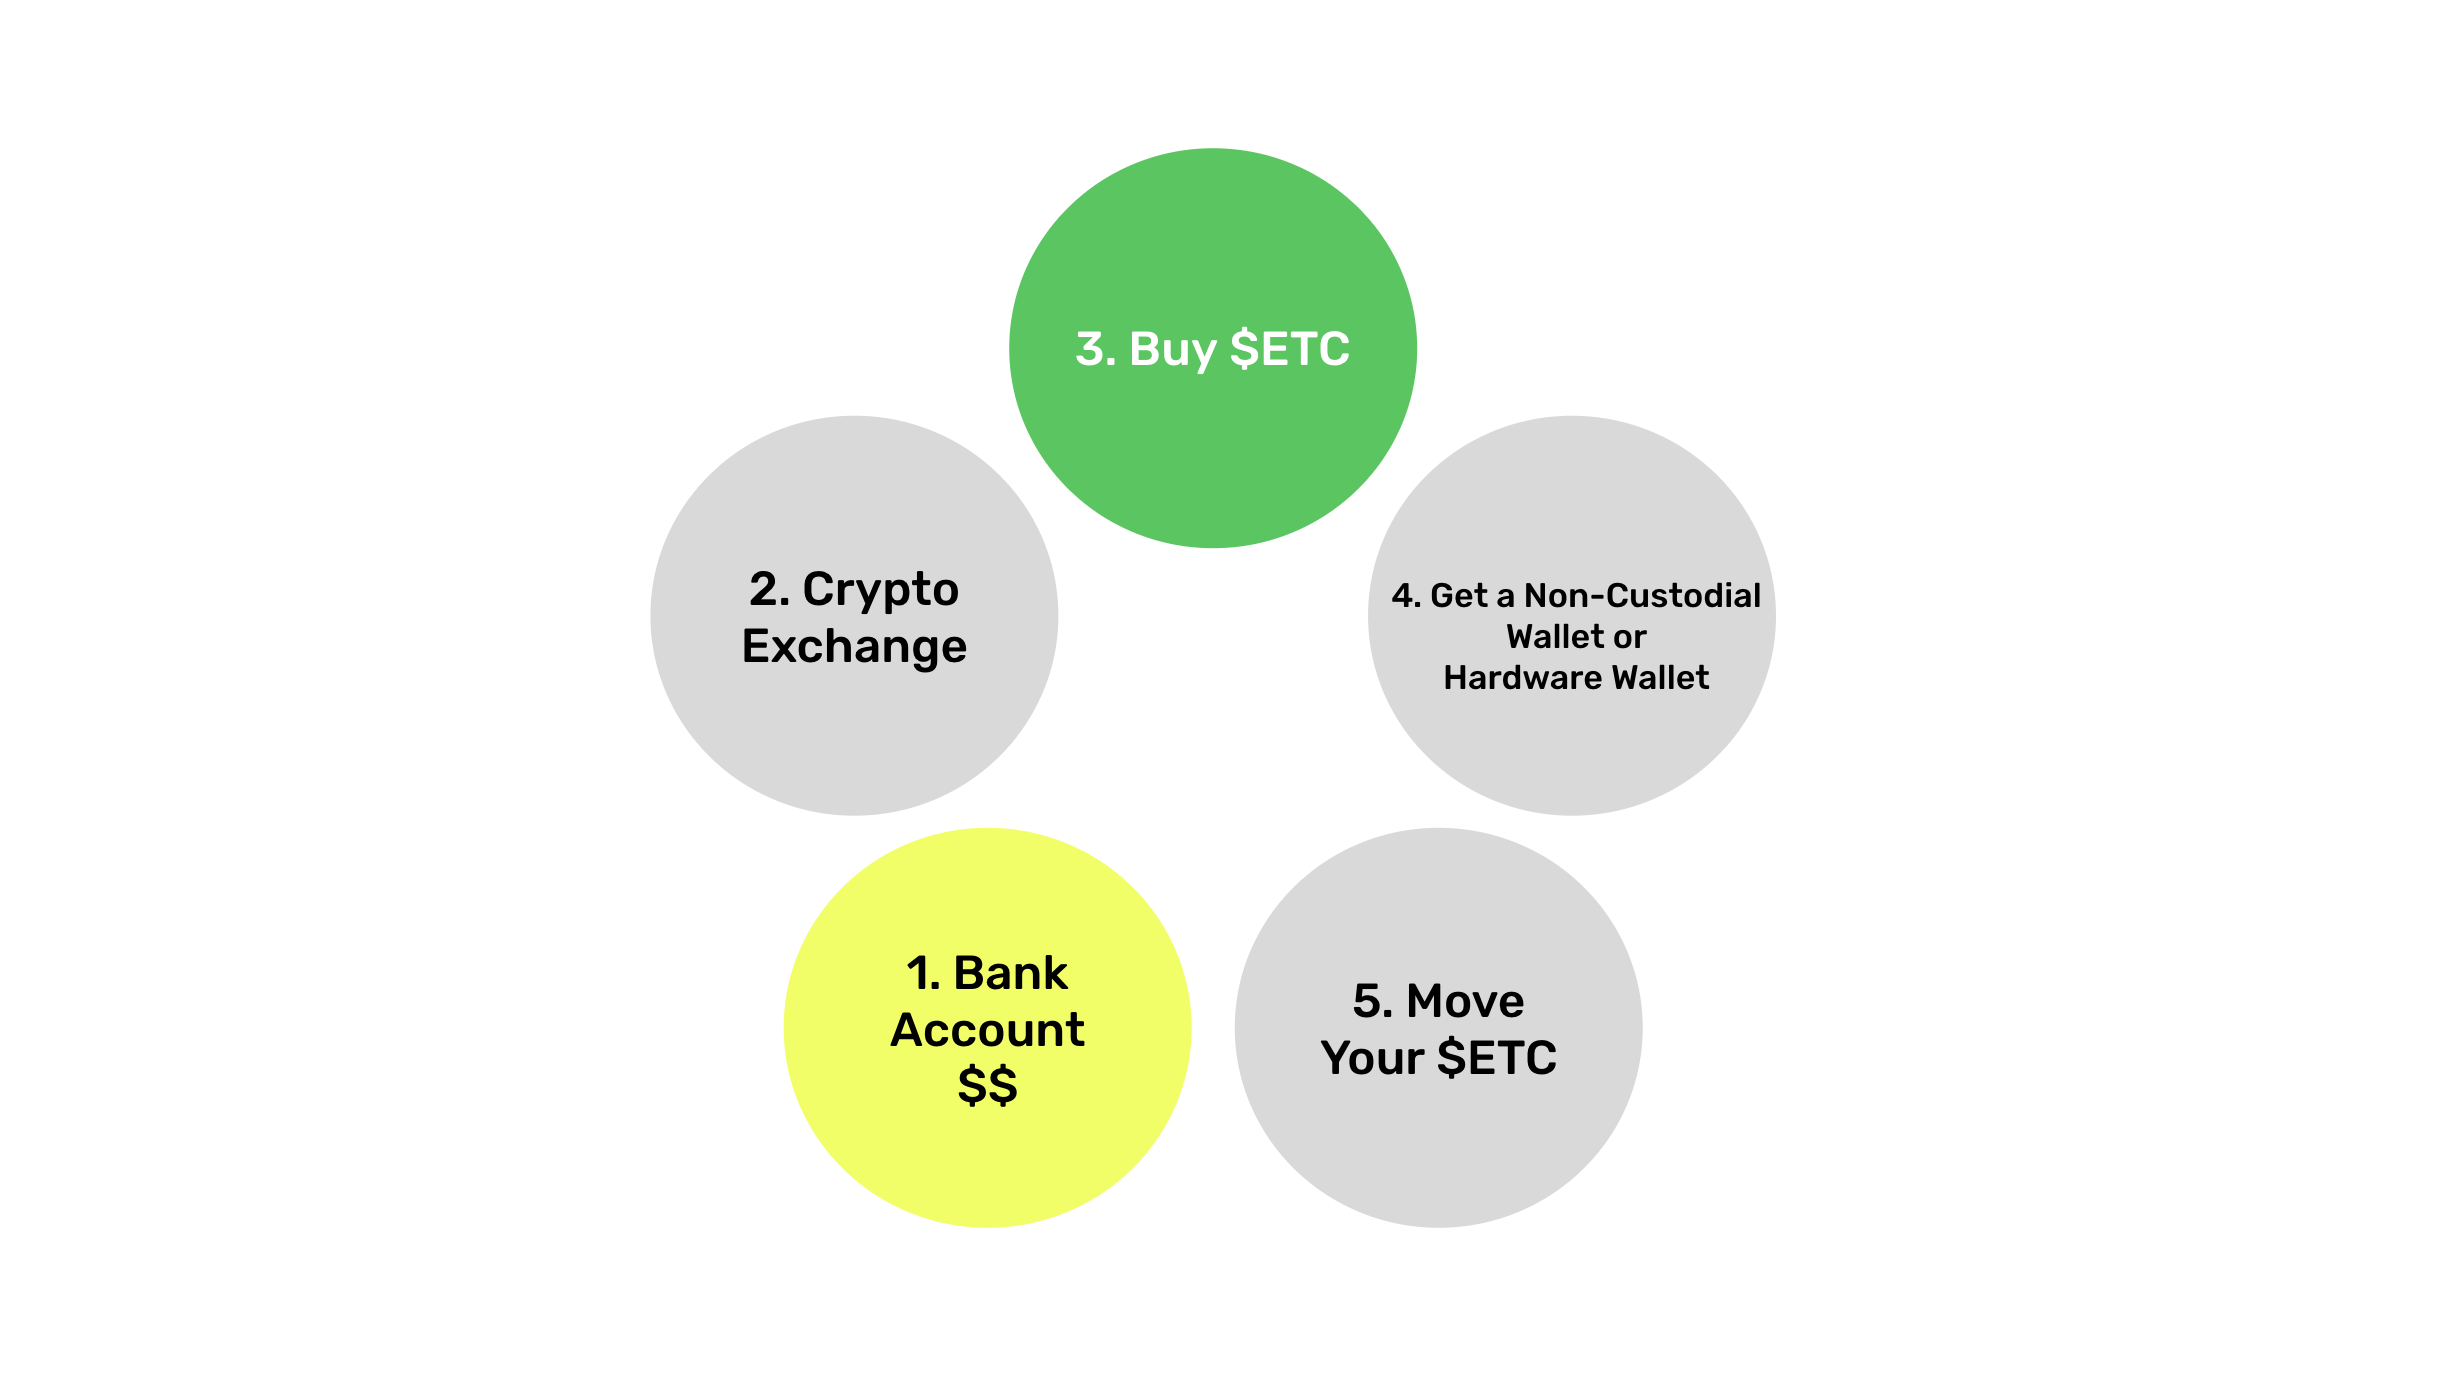 3. Buy $ETC
2. Crypto
Exchange
4. Get a Non-Custodial
Wallet or
Hardware Wallet
1. Bank
Account
$$
5. Move
Your $ETC